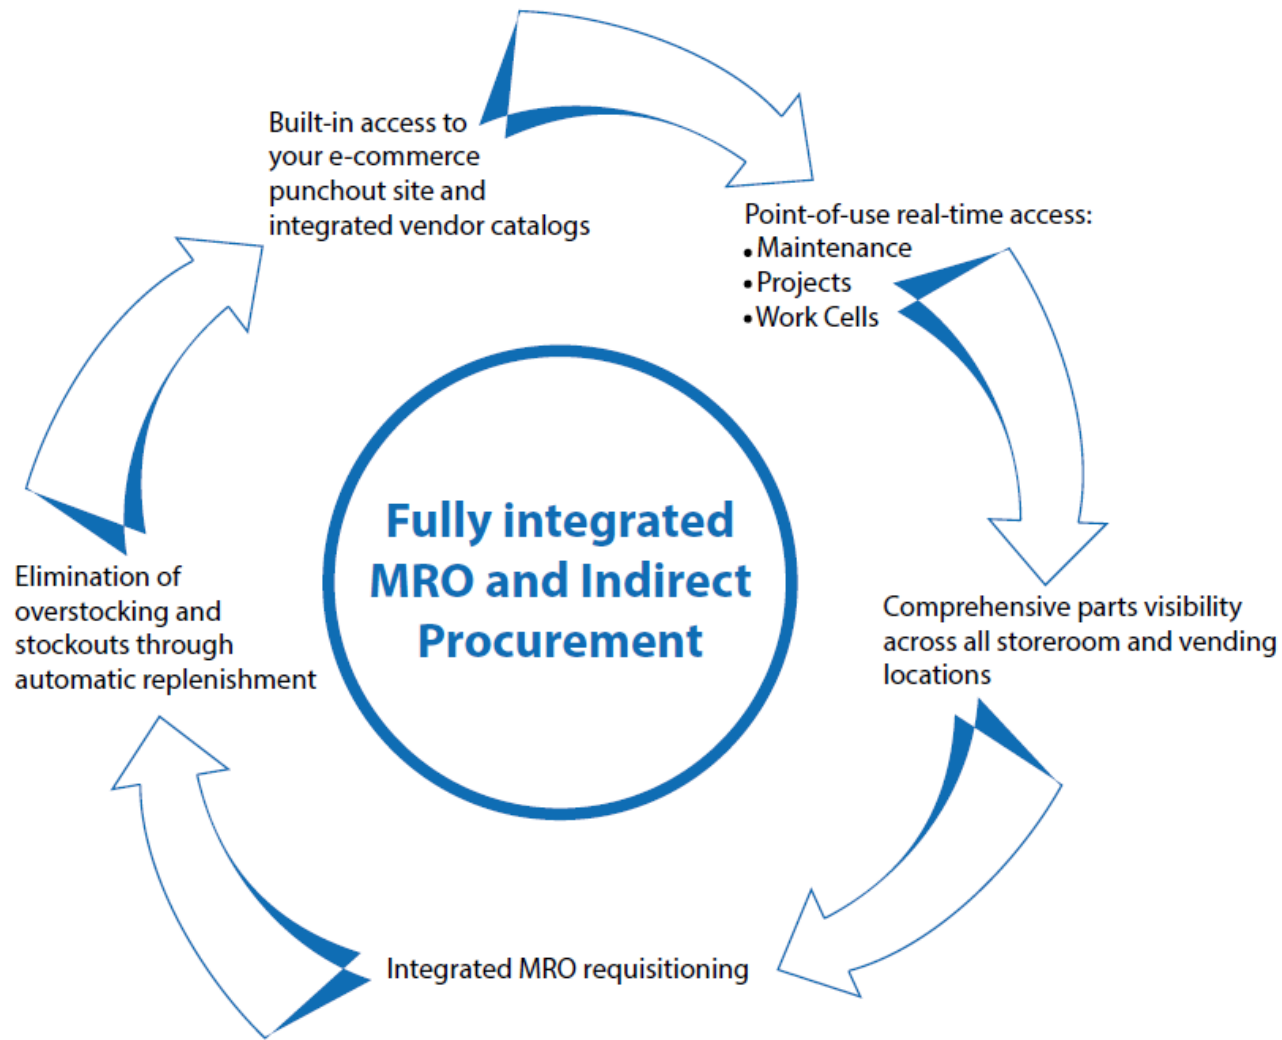 Built-in access to
your e-commerce
punchout site and
integrated vendor catalogs
Point-of-use real-time access:
• Maintenance
• Projects
• Work Cells
Comprehensive parts visibility
across all storeroom and vending
locations
Integrated MRO requisitioning
Elimination of
overstocking and
stockouts through
automatic replenishment
Fully integrated
MRO and Indirect
Procurement